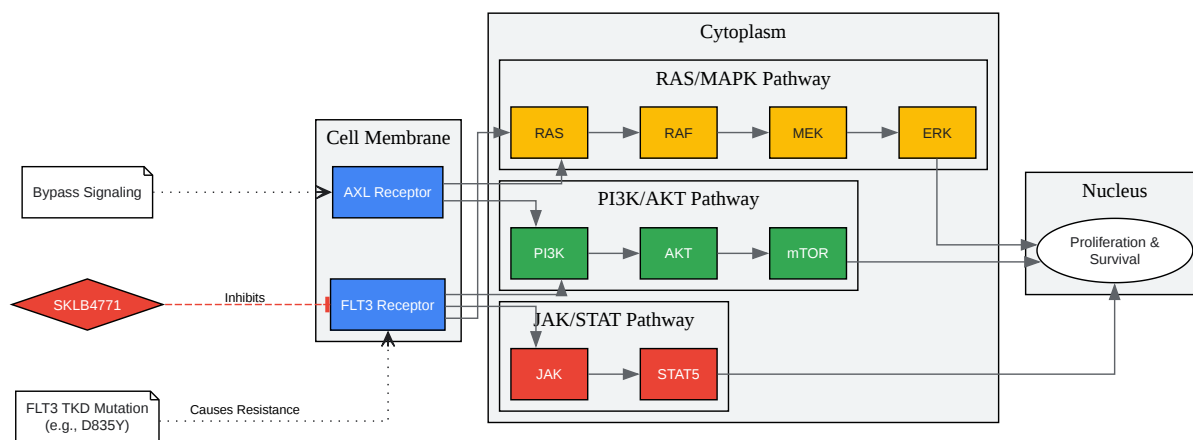 Cytoplasm
RAS/MAPK Pathway
RAS
RAF
MEK
ERK
Cell Membrane
Bypass Signaling
AXL Receptor
PI3K/AKT Pathway
PI3K
AKT
mTOR
Nucleus
Proliferation &
Survival
SKLB4771
Inhibits
FLT3 Receptor
JAK/STAT Pathway
JAK
STAT5
FLT3 TKD Mutation
(e.g., D835Y)
Causes Resistance